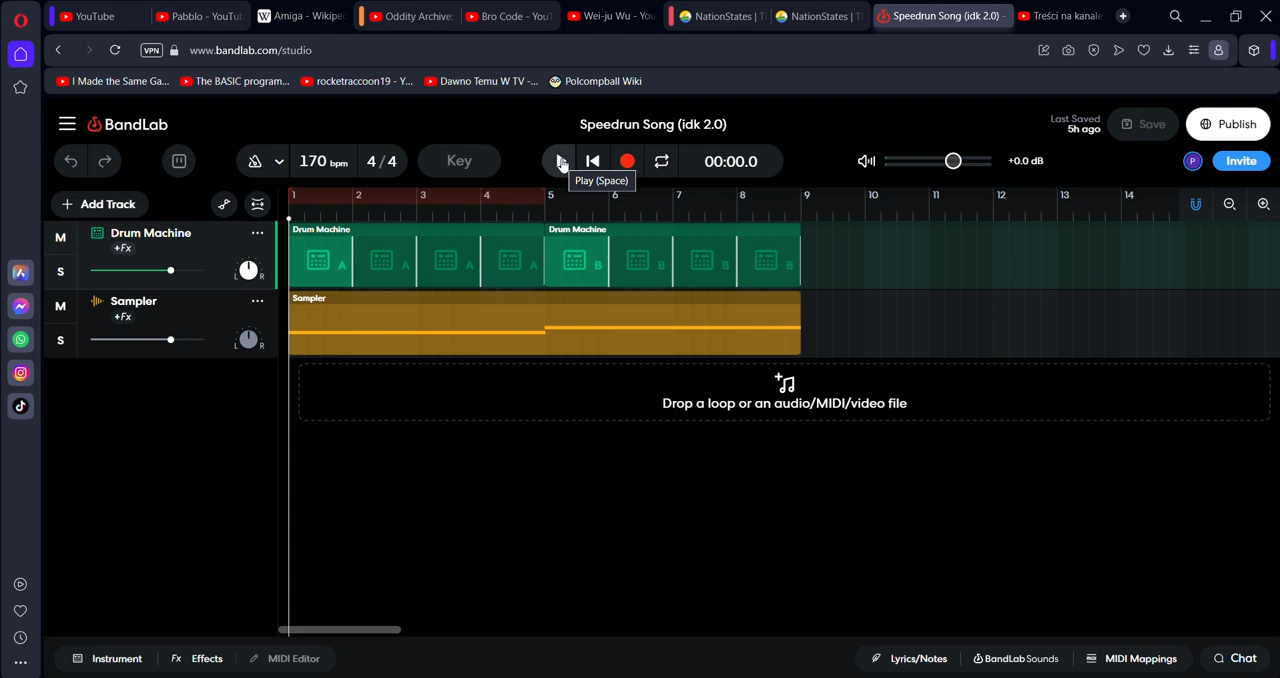 YouTube
Pabblo - YouTu
Amiga - Wikipe
Oddity Archive
Bro Code - You
Wei-ju Wu - You
NationStates | T
NationStates | T
Speedrun Song (idk 2.0) -
Treści na kanale
VPN www.bandlab.com/studio
I Made the Same Ga...
The BASIC program...
rocketraccoon19 - Y...
Dawno Temu W TV -...
Polcompball Wiki
BandLab
Speedrun Song (idk 2.0)
Last Saved
5h ago
Save
Publish
170 bpm
4/4
Key
00:00.0
+0.0 dB
P
Invite
Play (Space)
Add Track
1 2 3 4 5 6 7 8 9 10 11 12 13 14
M
Drum Machine
+Fx
S
L R
Drum Machine
A A A A
Drum Machine
B B B B
M
Sampler
+Fx
S
L R
Sampler
Drop a loop or an audio/MIDI/video file
Instrument
Fx Effects
MIDI Editor
Lyrics/Notes
BandLab Sounds
MIDI Mappings
Chat